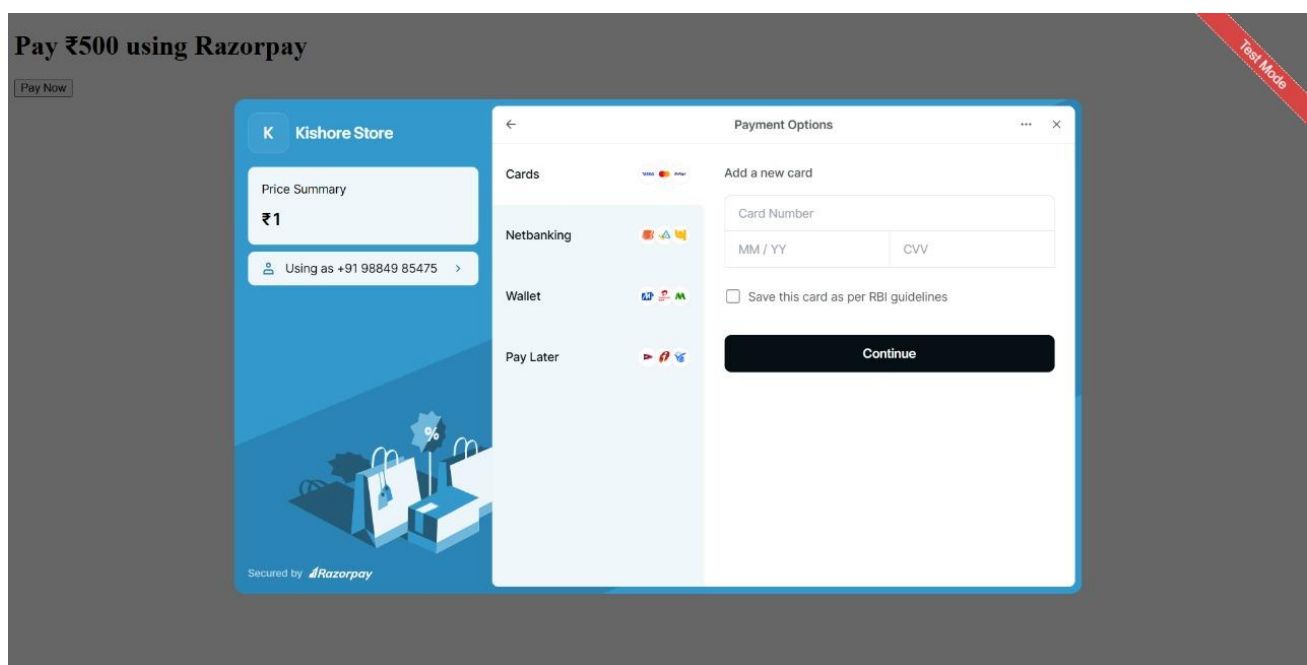 Pay ₹500 using Razorpay
Test Mode
Pay Now
K Kishore Store
Price Summary
₹1
Using as +91 98849 85475 >
Secured by Razorpay
← Payment Options ... ×
Cards
Netbanking
Wallet
Pay Later
Add a new card
Card Number
MM / YY CVV
Save this card as per RBI guidelines
Continue
%